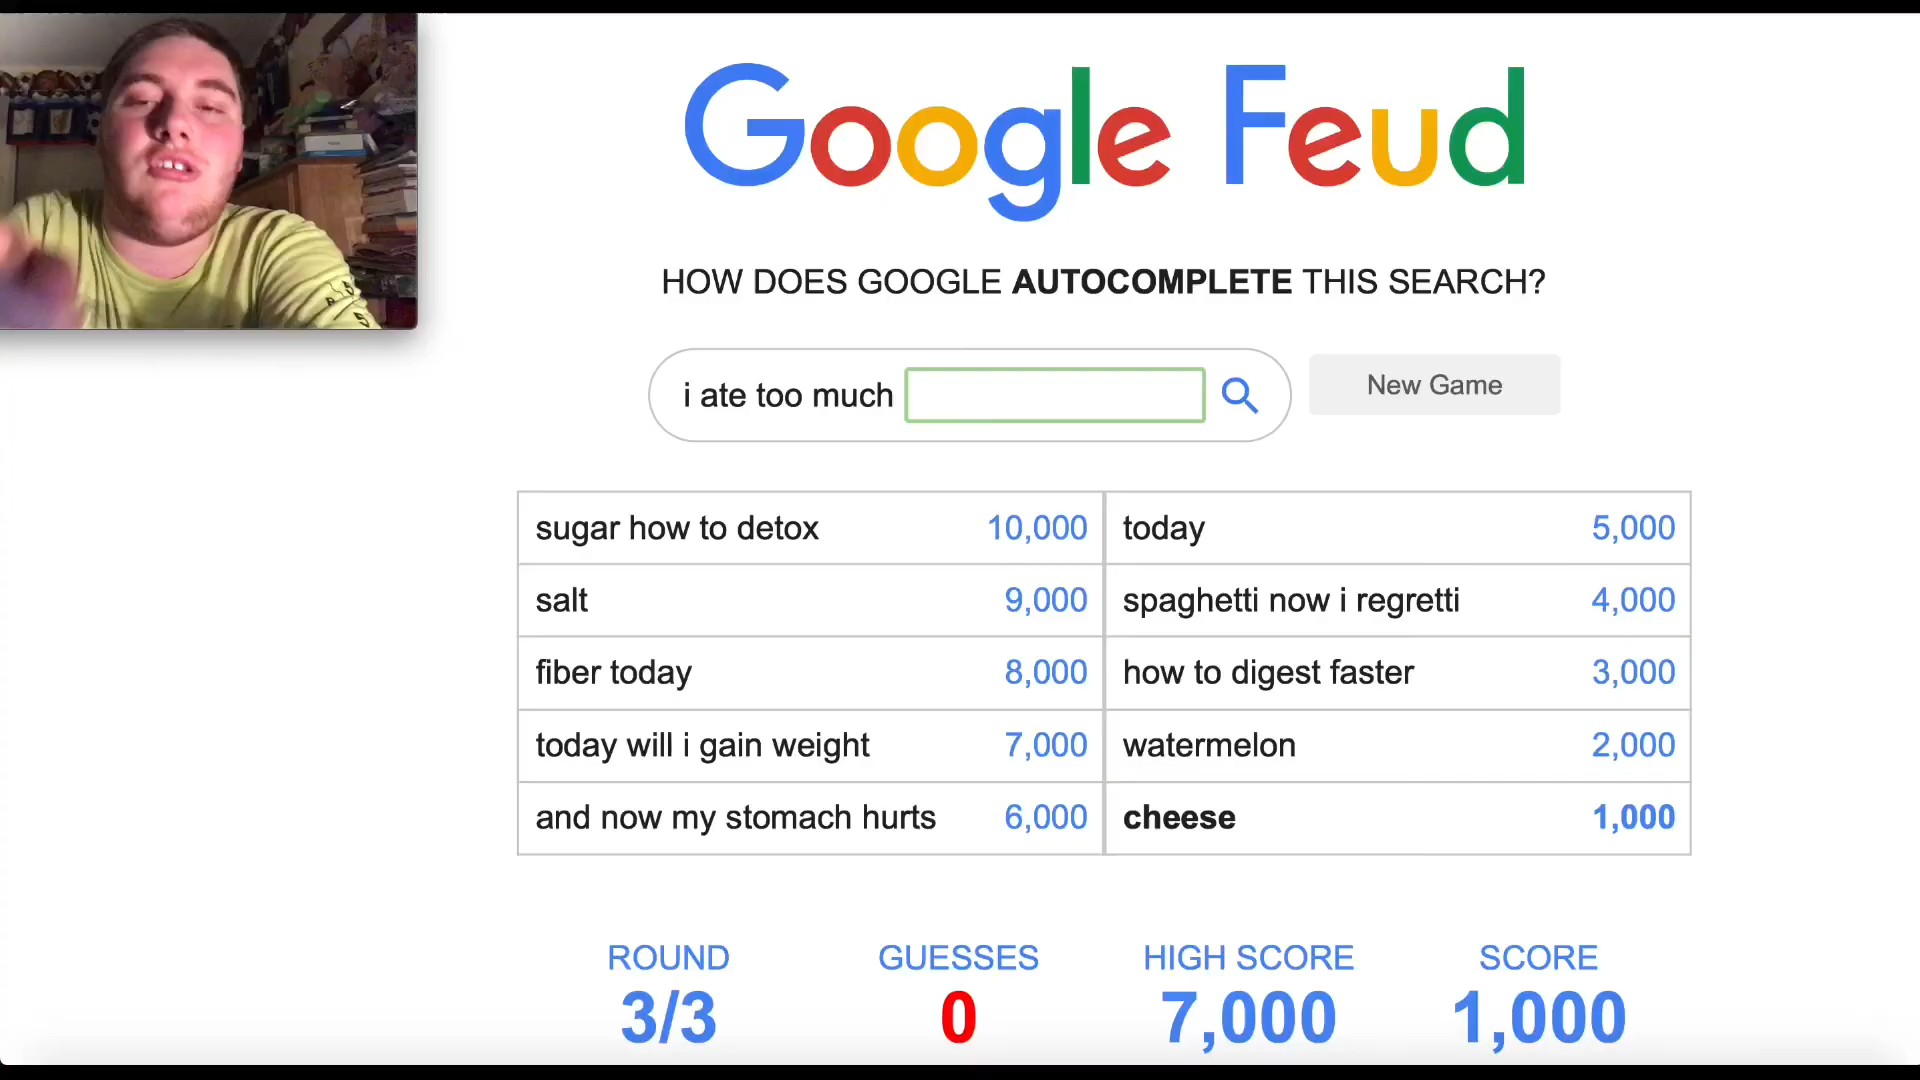 Google Feud
HOW DOES GOOGLE AUTOCOMPLETE THIS SEARCH?
i ate too much
New Game
sugar how to detox 10,000
salt 9,000
fiber today 8,000
today will i gain weight 7,000
and now my stomach hurts 6,000
today 5,000
spaghetti now i regretti 4,000
how to digest faster 3,000
watermelon 2,000
cheese 1,000
ROUND
3/3
GUESSES
0
HIGH SCORE
7,000
SCORE
1,000